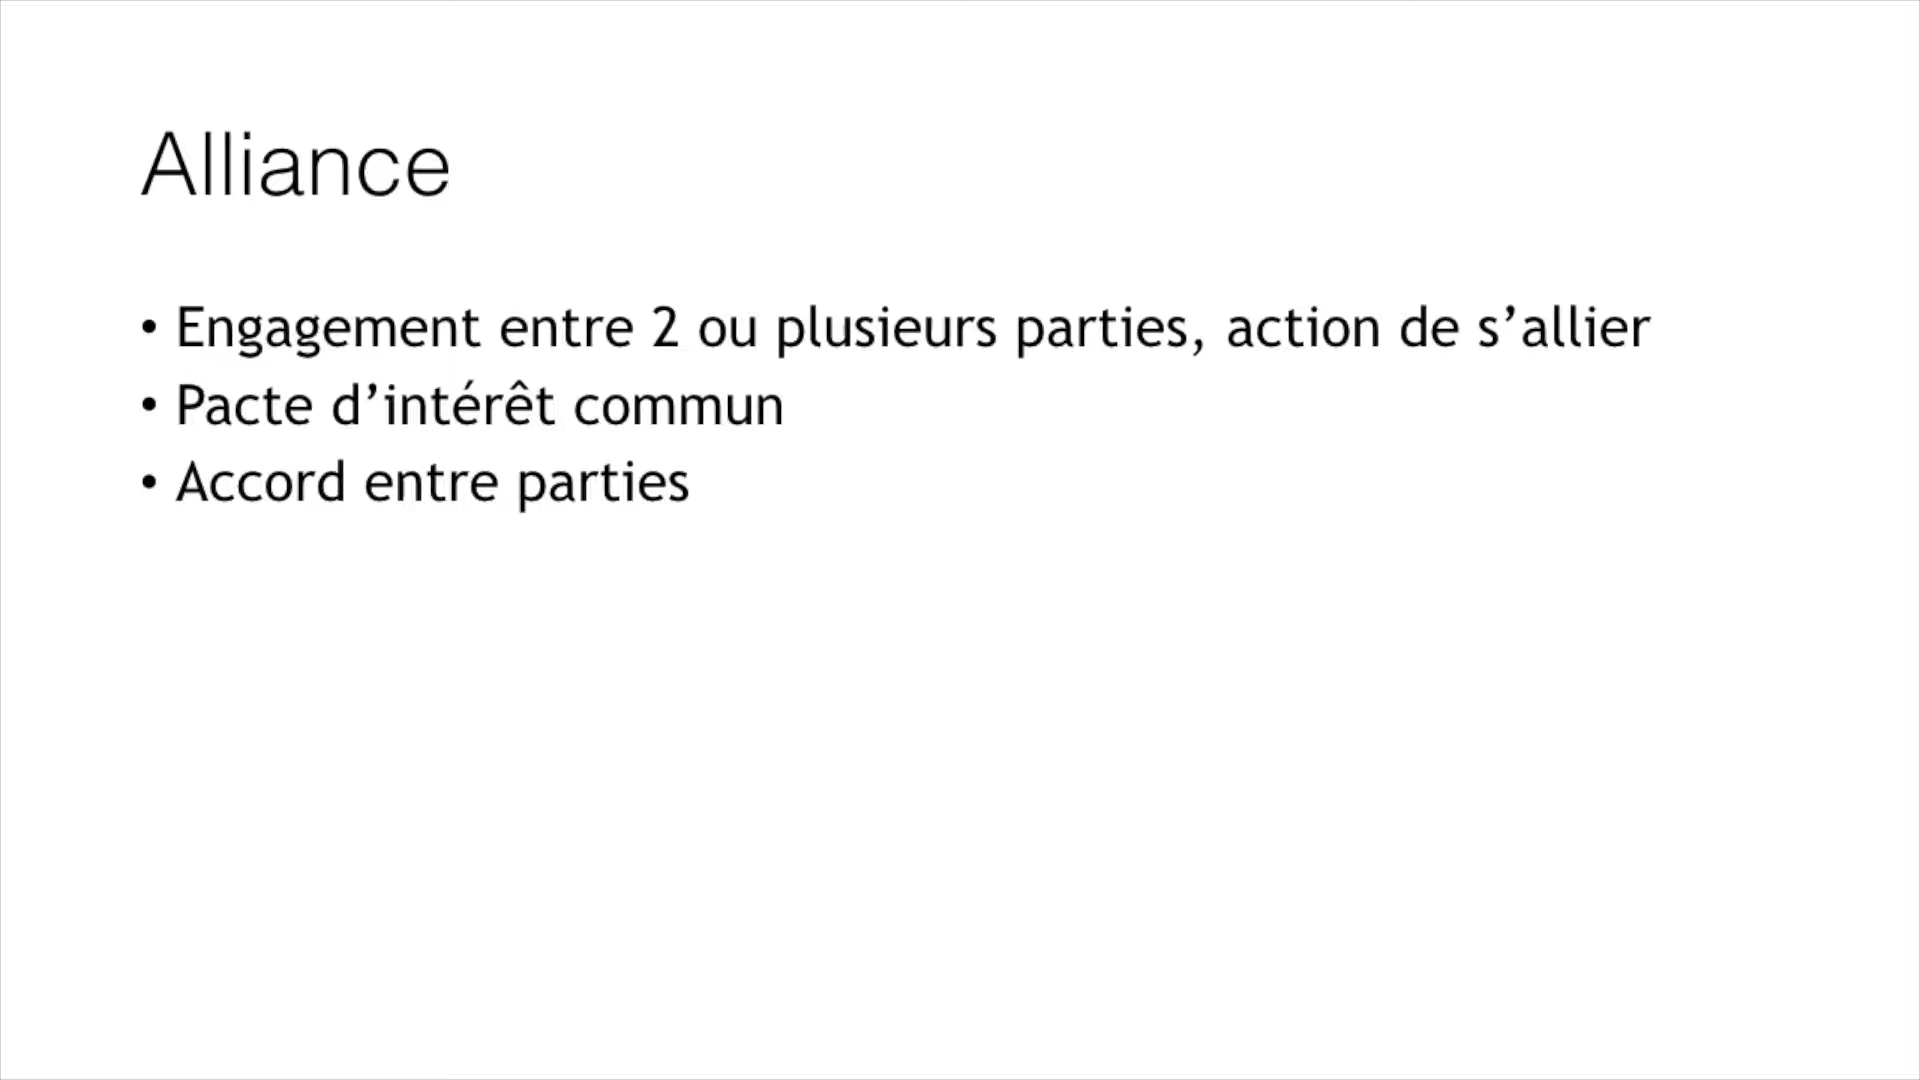 Alliance
• Engagement entre 2 ou plusieurs parties, action de s’allier
• Pacte d’intérêt commun
• Accord entre parties